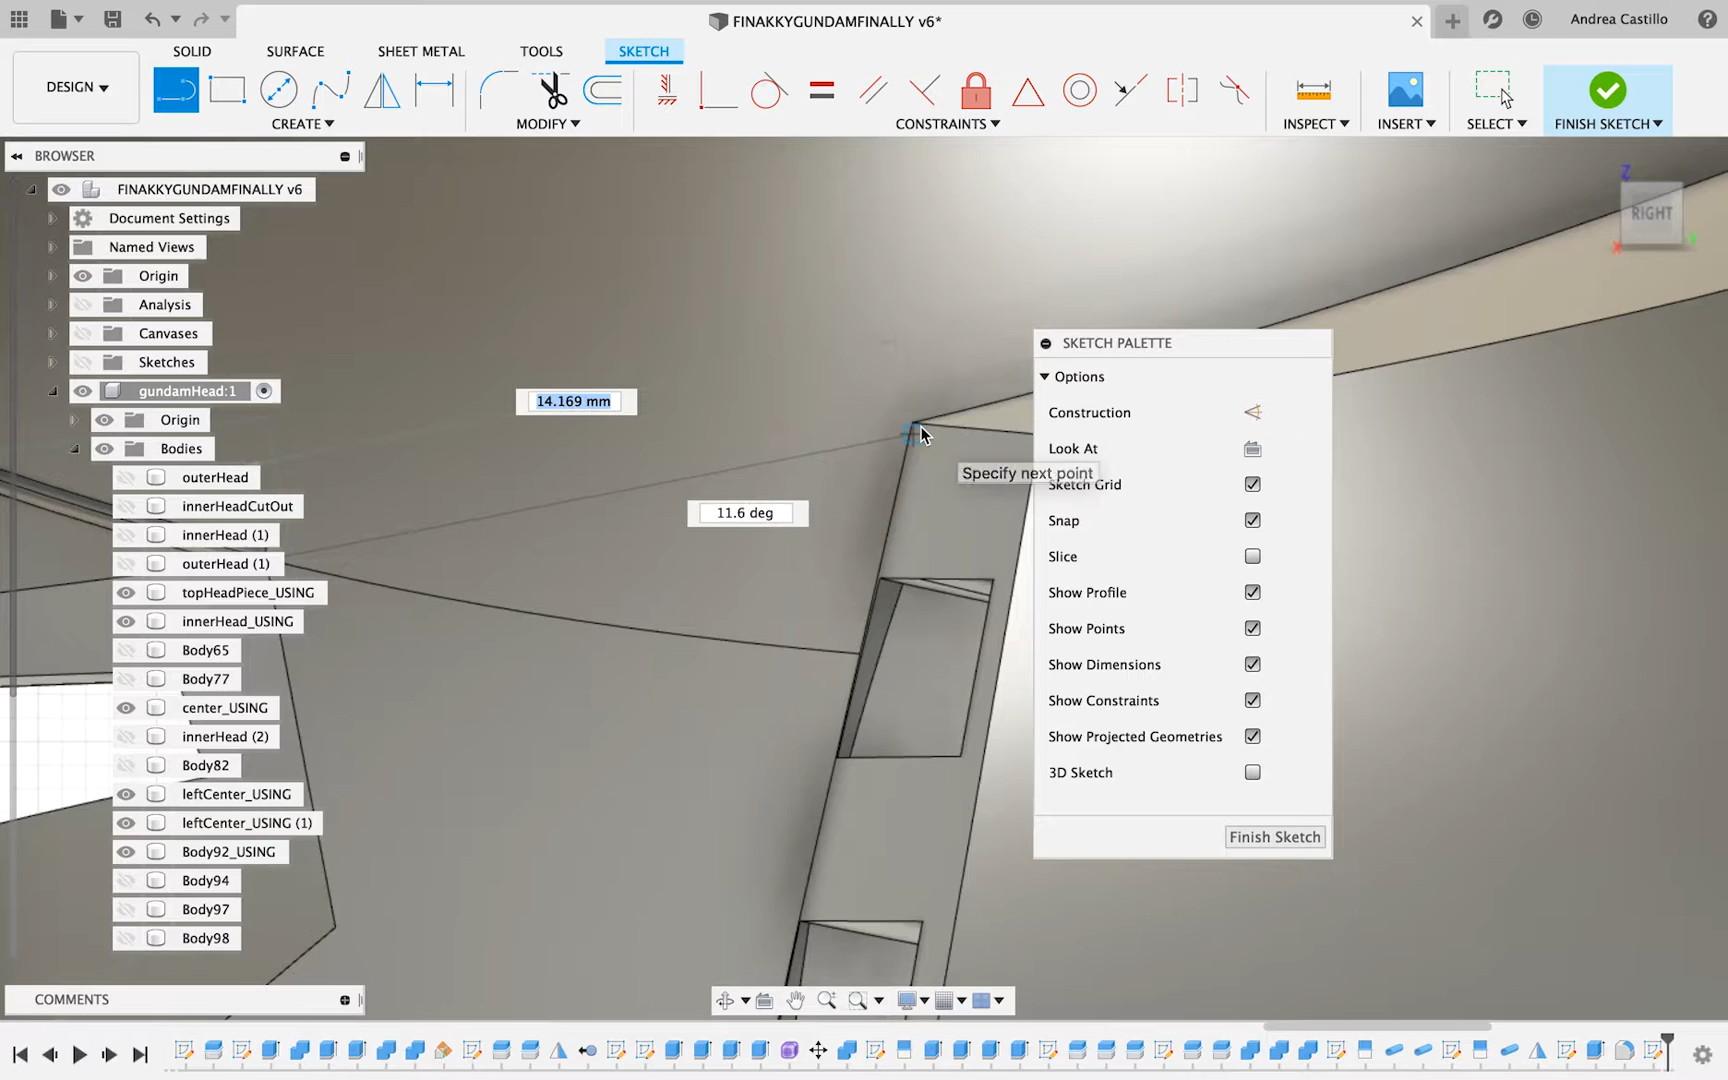 FINAKKYGUNDAMFINALLY v6*
Andrea Castillo
SOLID
SURFACE
SHEET METAL
TOOLS
SKETCH
DESIGN
CREATE
MODIFY
CONSTRAINTS
INSPECT
INSERT
SELECT
FINISH SKETCH
BROWSER
FINAKKYGUNDAMFINALLY v6
Document Settings
Named Views
Origin
Analysis
Canvases
Sketches
gundamHead:1
Origin
Bodies
outerHead
innerHeadCutOut
innerHead (1)
outerHead (1)
topHeadPiece_USING
innerHead_USING
Body65
Body77
center_USING
innerHead (2)
Body82
leftCenter_USING
leftCenter_USING (1)
Body92_USING
Body94
Body97
Body98
COMMENTS
14.169 mm
11.6 deg
Specify next point
Z
RIGHT
X
Y
SKETCH PALETTE
Options
Construction
Look At
Sketch Grid
Snap
Slice
Show Profile
Show Points
Show Dimensions
Show Constraints
Show Projected Geometries
3D Sketch
Finish Sketch